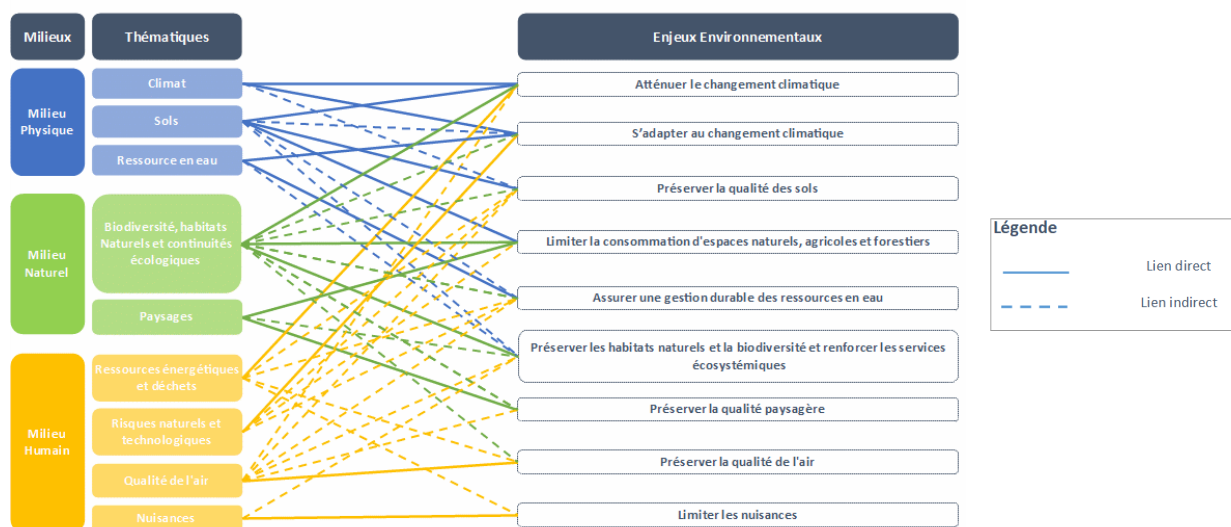 Milieux
Thématiques
Enjeux Environnementaux
Milieu
Physique
Climat
Sols
Ressource en eau
Milieu
Naturel
Biodiversité, habitats
Naturels et continuités
écologiques
Paysages
Milieu
Humain
Ressources énergétiques
et déchets
Risques naturels et
technologiques
Qualité de l'air
Nuisances
Atténuer le changement climatique
S'adapter au changement climatique
Préserver la qualité des sols
Limiter la consommation d'espaces naturels, agricoles et forestiers
Assurer une gestion durable des ressources en eau
Préserver les habitats naturels et la biodiversité et renforcer les services
écosystémiques
Préserver la qualité paysagère
Préserver la qualité de l'air
Limiter les nuisances
Légende
Lien direct
Lien indirect